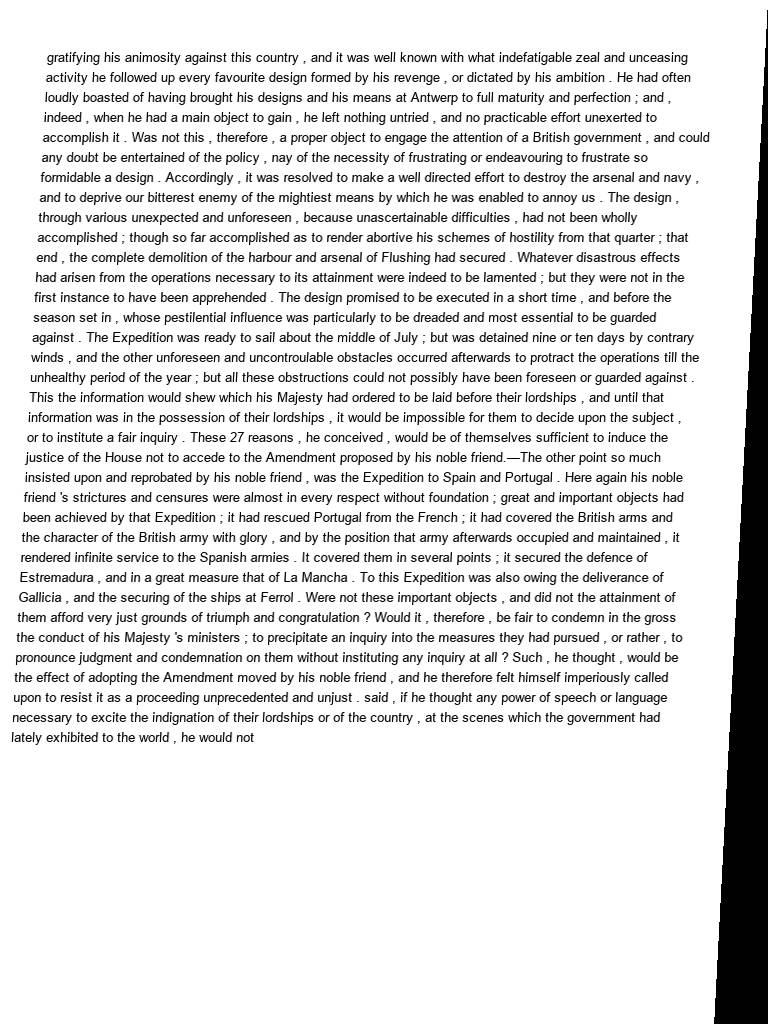 gratifying his animosity against this country , and it was well known with what indefatigable zeal and unceasing
activity he followed up every favourite design formed by his revenge , or dictated by his ambition . He had often
loudly boasted of having brought his designs and his means at Antwerp to full maturity and perfection ; and ,
indeed , when he had a main object to gain , he left nothing untried , and no practicable effort unexerted to
accomplish it . Was not this , therefore , a proper object to engage the attention of a British government , and could
any doubt be entertained of the policy , nay of the necessity of frustrating or endeavouring to frustrate so
formidable a design . Accordingly , it was resolved to make a well directed effort to destroy the arsenal and navy ,
and to deprive our bitterest enemy of the mightiest means by which he was enabled to annoy us . The design ,
through various unexpected and unforeseen , because unascertainable difficulties , had not been wholly
accomplished ; though so far accomplished as to render abortive his schemes of hostility from that quarter ; that
end , the complete demolition of the harbour and arsenal of Flushing had secured . Whatever disastrous effects
had arisen from the operations necessary to its attainment were indeed to be lamented ; but they were not in the
first instance to have been apprehended . The design promised to be executed in a short time , and before the
season set in , whose pestilential influence was particularly to be dreaded and most essential to be guarded
against . The Expedition was ready to sail about the middle of July ; but was detained nine or ten days by contrary
winds , and the other unforeseen and uncontroulable obstacles occurred afterwards to protract the operations till the
unhealthy period of the year ; but all these obstructions could not possibly have been foreseen or guarded against .
This the information would shew which his Majesty had ordered to be laid before their lordships , and until that
information was in the possession of their lordships , it would be impossible for them to decide upon the subject ,
or to institute a fair inquiry . These 27 reasons , he conceived , would be of themselves sufficient to induce the
justice of the House not to accede to the Amendment proposed by his noble friend.—The other point so much
insisted upon and reprobated by his noble friend , was the Expedition to Spain and Portugal . Here again his noble
friend 's strictures and censures were almost in every respect without foundation ; great and important objects had
been achieved by that Expedition ; it had rescued Portugal from the French ; it had covered the British arms and
the character of the British army with glory , and by the position that army afterwards occupied and maintained , it
rendered infinite service to the Spanish armies . It covered them in several points ; it secured the defence of
Estremadura , and in a great measure that of La Mancha . To this Expedition was also owing the deliverance of
Gallicia , and the securing of the ships at Ferrol . Were not these important objects , and did not the attainment of
them afford very just grounds of triumph and congratulation ? Would it , therefore , be fair to condemn in the gross
the conduct of his Majesty 's ministers ; to precipitate an inquiry into the measures they had pursued , or rather , to
pronounce judgment and condemnation on them without instituting any inquiry at all ? Such , he thought , would be
the effect of adopting the Amendment moved by his noble friend , and he therefore felt himself imperiously called
upon to resist it as a proceeding unprecedented and unjust . said , if he thought any power of speech or language
necessary to excite the indignation of their lordships or of the country , at the scenes which the government had
lately exhibited to the world , he would not